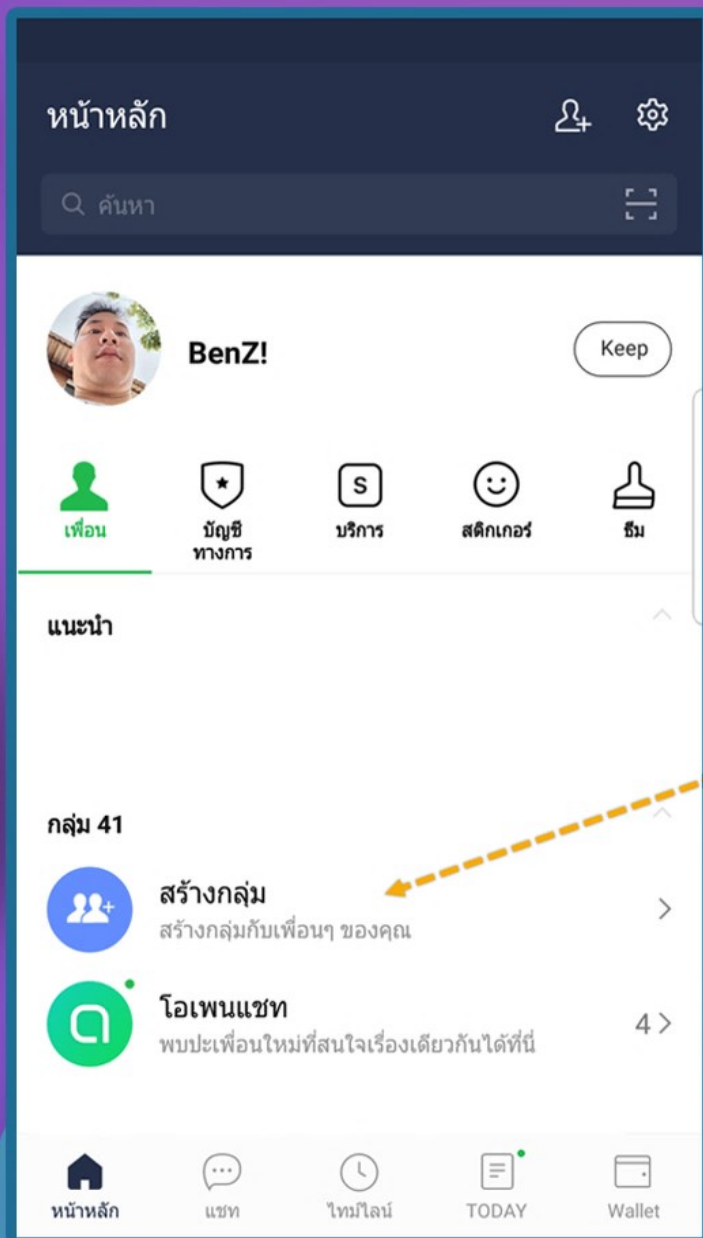 หน้าหลัก
ค้นหา
BenZ!
Keep
เพื่อน
บัญชี
ทางการ
S
บริการ
สติกเกอร์
ธีม
แนะนำ
กลุ่ม 41
สร้างกลุ่ม
สร้างกลุ่มกับเพื่อนๆ ของคุณ
โอเพนแชท
พบปะเพื่อนใหม่ที่สนใจเรื่องเดียวกันได้ที่นี่
4
หน้าหลัก
แชท
ไทม์ไลน์
TODAY
Wallet